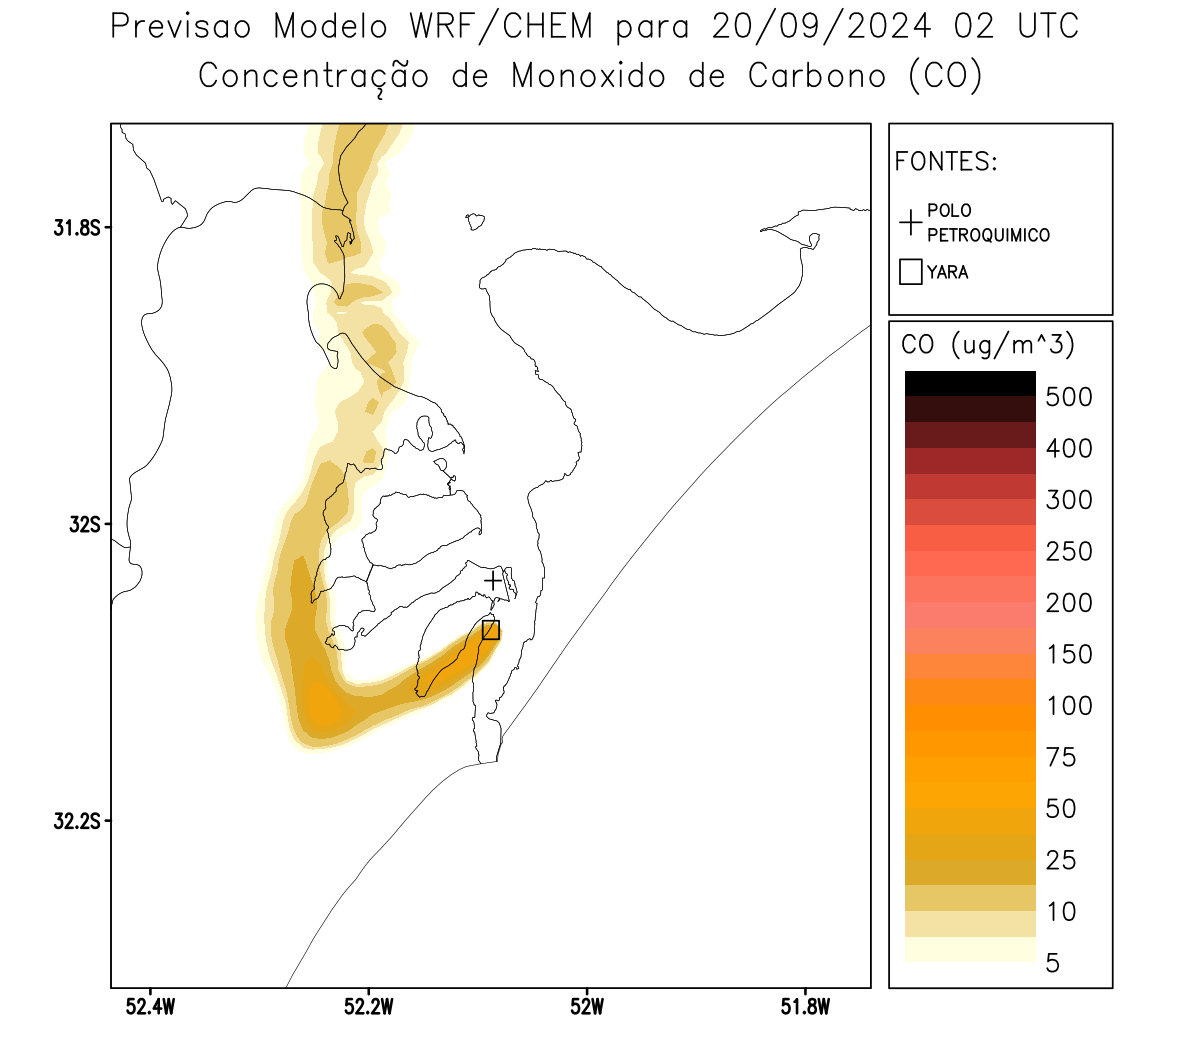 Previsao Modelo WRF/CHEM para 20/09/2024 02 UTC
Concentração de Monoxido de Carbono (CO)
FONTES:
POLO
PETROQUIMICO
YARA
CO (ug/m^3)
500
400
300
250
200
150
100
75
50
25
10
5
31.8S
32S
32.2S
52.4W
52.2W
52W
51.8W